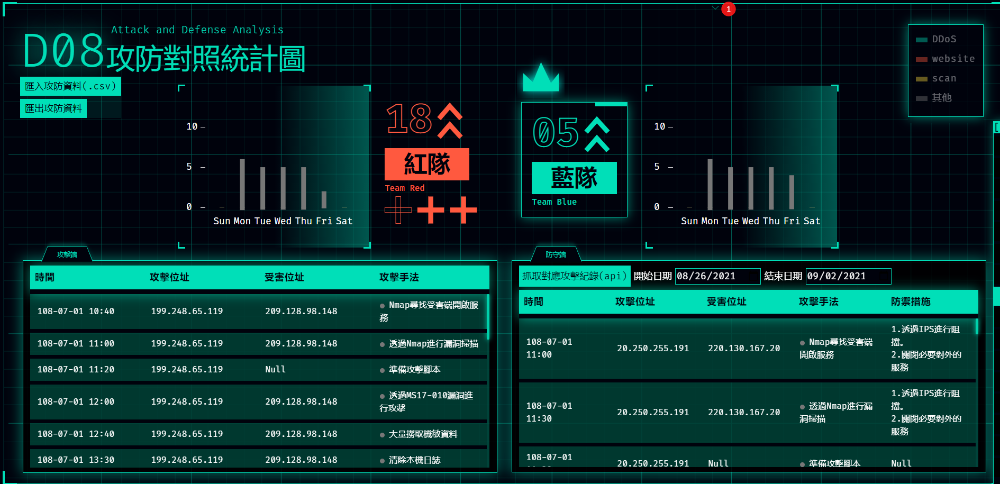 1
Attack and Defense Analysis
D08攻防對照統計圖
匯入攻防資料(.csv)
匯出攻防資料
DDoS
website
scan
其他
[
10
5
0
Sun Mon Tue Wed Thu Fri Sat
18
紅隊
Team Red
05
藍隊
Team Blue
10
5
0
Sun Mon Tue Wed Thu Fri Sat
攻擊端
時間 攻擊位址 受害位址 攻擊手法
108-07-01 10:40 199.248.65.119 209.128.98.148 Nmap尋找受害端開啟服
務
108-07-01 11:00 199.248.65.119 209.128.98.148 透過Nmap進行漏洞掃描
108-07-01 11:20 199.248.65.119 Null 準備攻擊腳本
108-07-01 12:00 199.248.65.119 209.128.98.148 透過MS17-010漏洞進
行攻擊
108-07-01 12:40 199.248.65.119 209.128.98.148 大量撈取機敏資料
108-07-01 13:30 199.248.65.119 209.128.98.148 清除本機日誌
防守端
抓取對應攻擊紀錄(api) 開始日期 08/26/2021 結束日期 09/02/2021
時間 攻擊位址 受害位址 攻擊手法 防禦措施
108-07-01
11:00
20.250.255.191 220.130.167.20
Nmap尋找受害端
開啟服務
1.透過IPS進行阻
擋。
2.關閉必要對外的
服務
108-07-01
11:30
20.250.255.191 220.130.167.20
透過Nmap進行漏
洞掃描
1.透過IPS進行阻
擋。
2.關閉必要對外的
服務
108-07-01
20.250.255.191 Null 準備攻擊腳本 Null